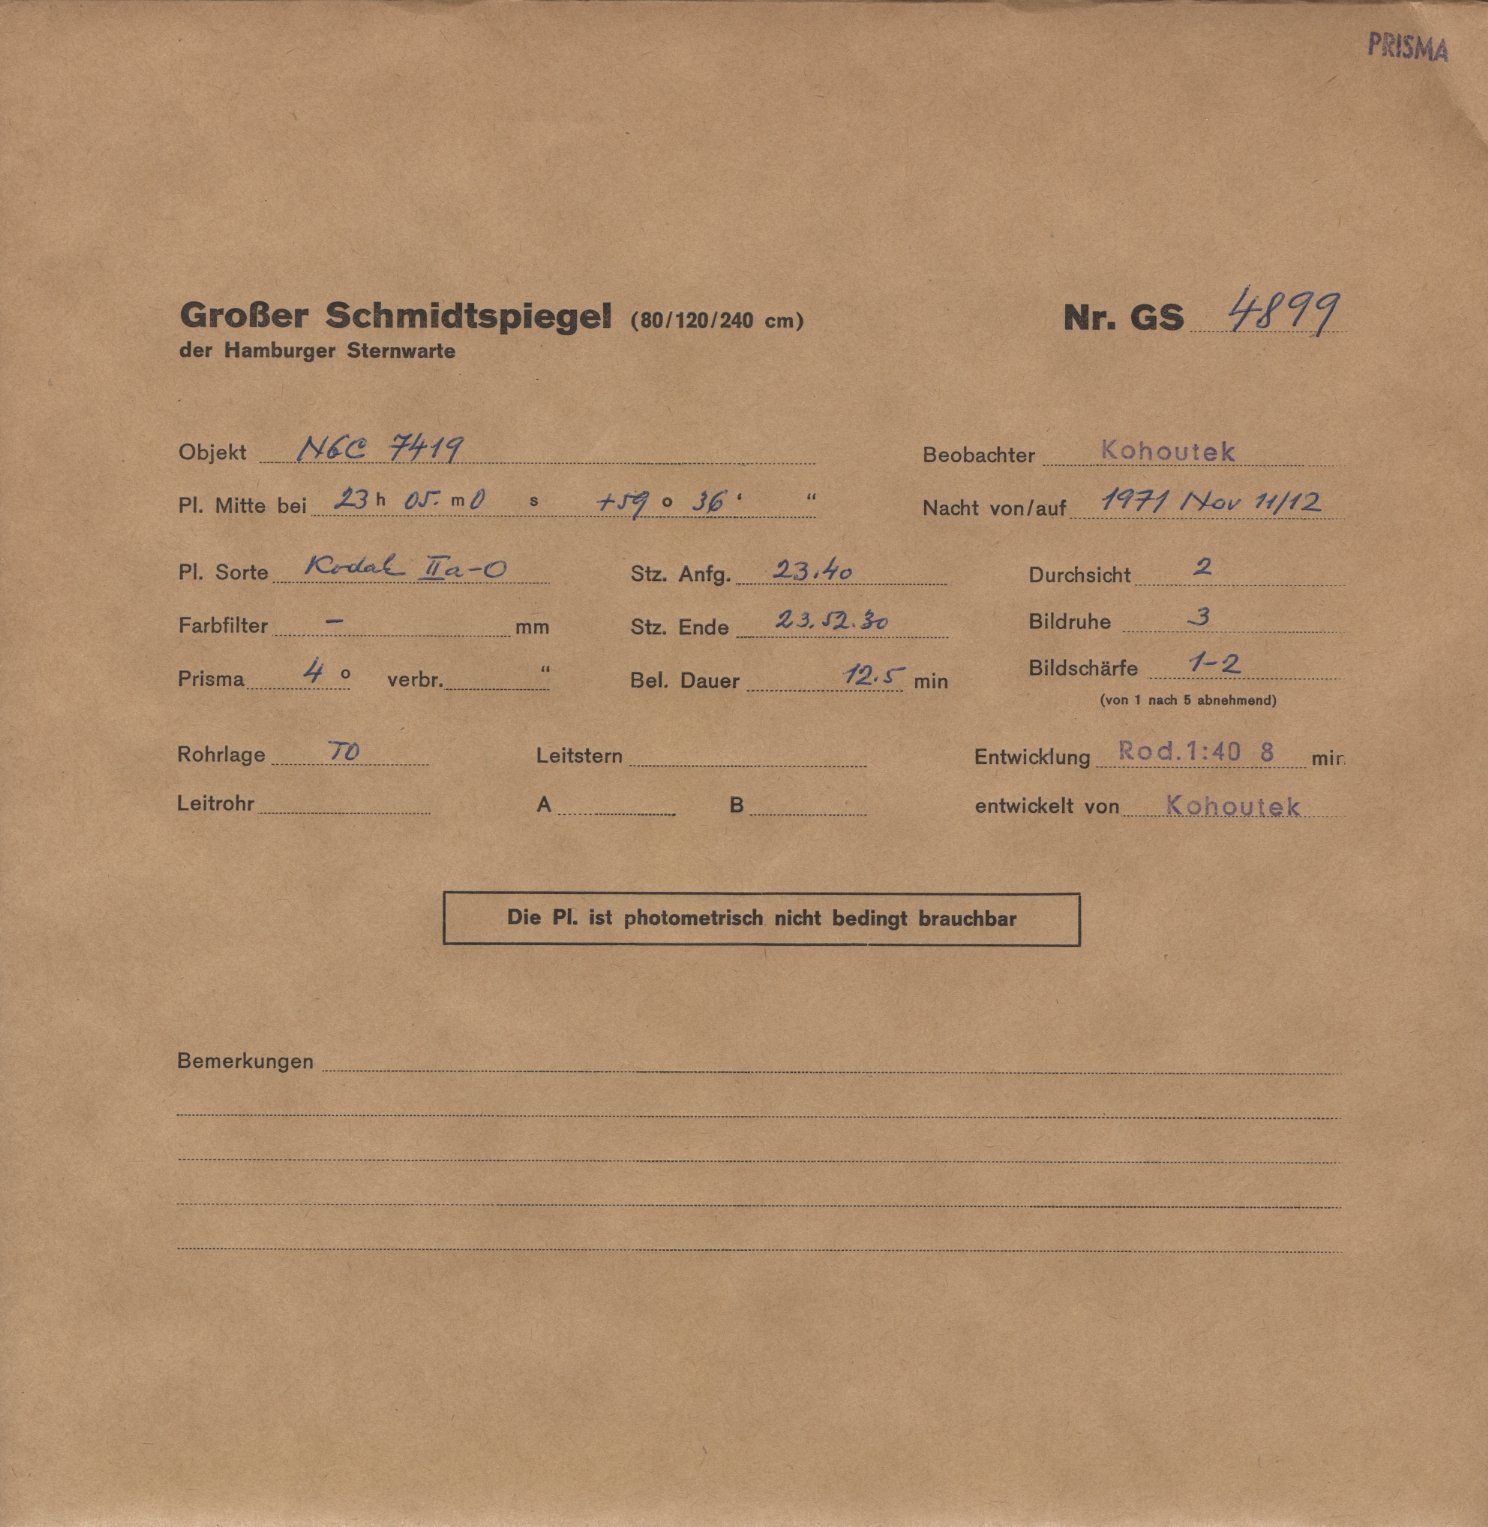 PRISMA
Großer Schmidtspiegel (80/120/240 cm) Nr. GS 4899
der Hamburger Sternwarte
Objekt NGC 7419 Beobachter Kohoutek
Pl. Mitte bei 23 h 05. m 0 s +59 o 36 ' “ Nacht von/auf 1971 Nov 11/12
Pl. Sorte Kodak IIa-O Stz. Anfg. 23.40 Durchsicht 2
Farbfilter – mm Stz. Ende 23.52.30 Bildruhe 3
Prisma 4 o verbr. “ Bel. Dauer 12.5 min Bildschärfe 1-2
(von 1 nach 5 abnehmend)
Rohrlage TO Leitstern Entwicklung Rod.1:40 8 min
Leitrohr A B entwickelt von Kohoutek
Die Pl. ist photometrisch nicht bedingt brauchbar
Bemerkungen